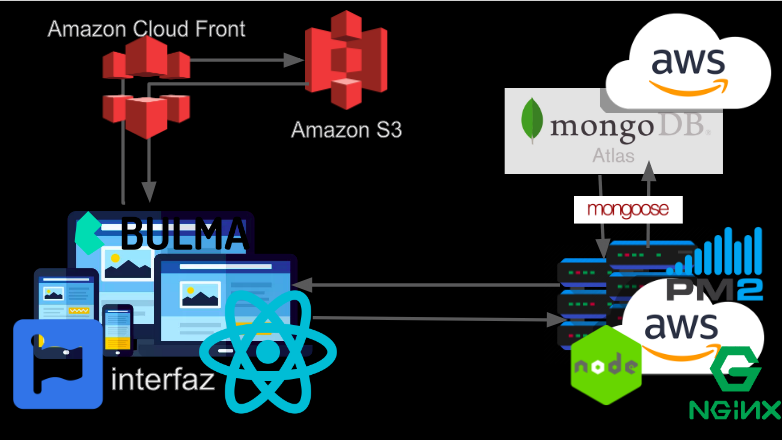 Amazon Cloud Front
Amazon S3
aws
mongoDB®
Atlas
mongoose
BULMA
PM2
aws
node
NGINX
interfaz